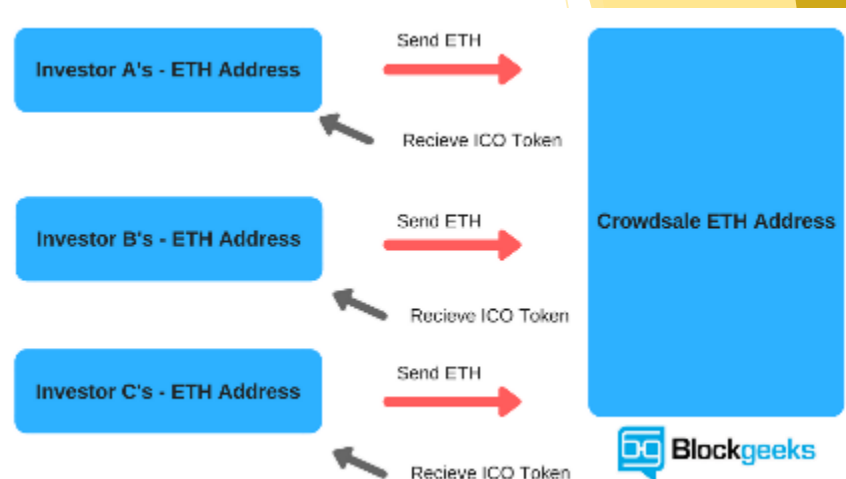 Send ETH
Investor A's - ETH Address
Recieve ICO Token
Send ETH
Crowdsale ETH Address
Investor B's - ETH Address
Recieve ICO Token
Send ETH
Investor C's - ETH Address
Blockgeeks
Recieve ICO Token